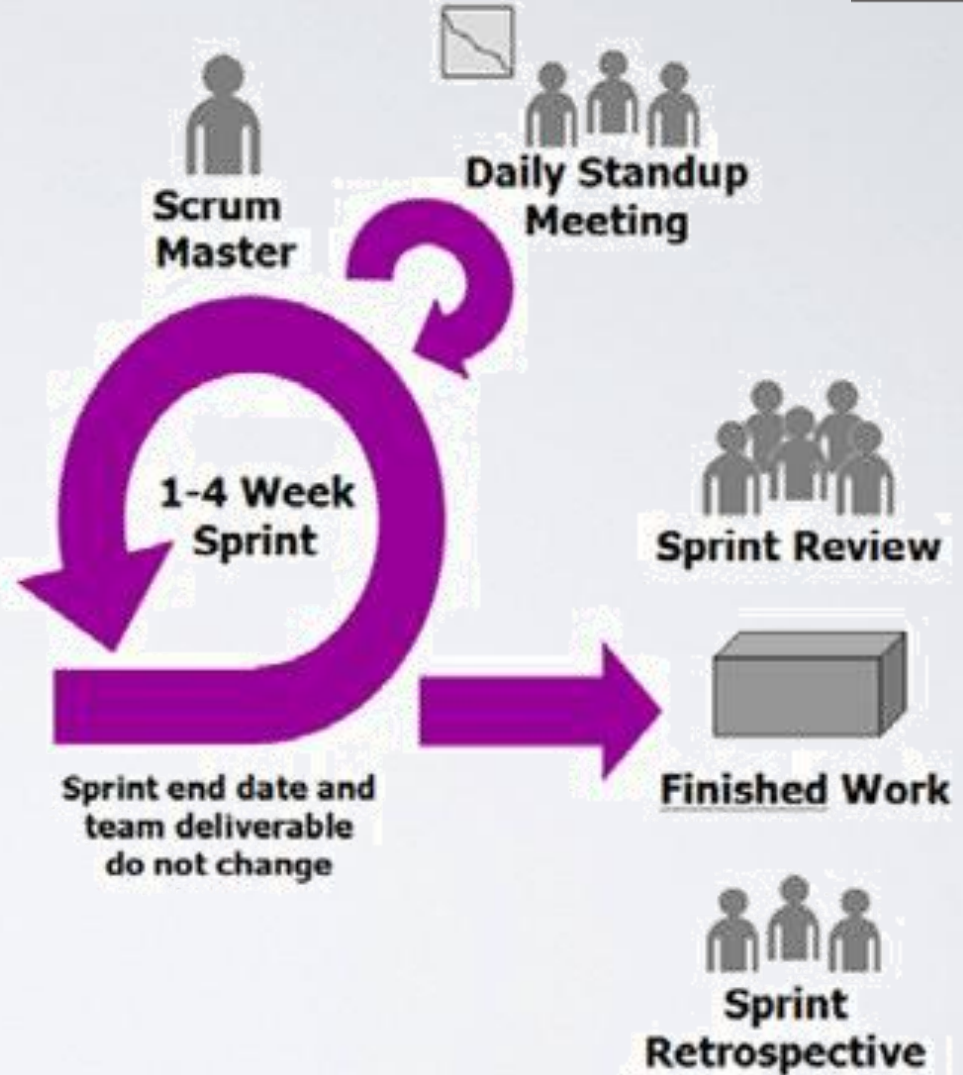 Scrum
Master
Daily Standup
Meeting
1-4 Week
Sprint
Sprint Review
Sprint end date and
team deliverable
do not change
Finished Work
Sprint
Retrospective